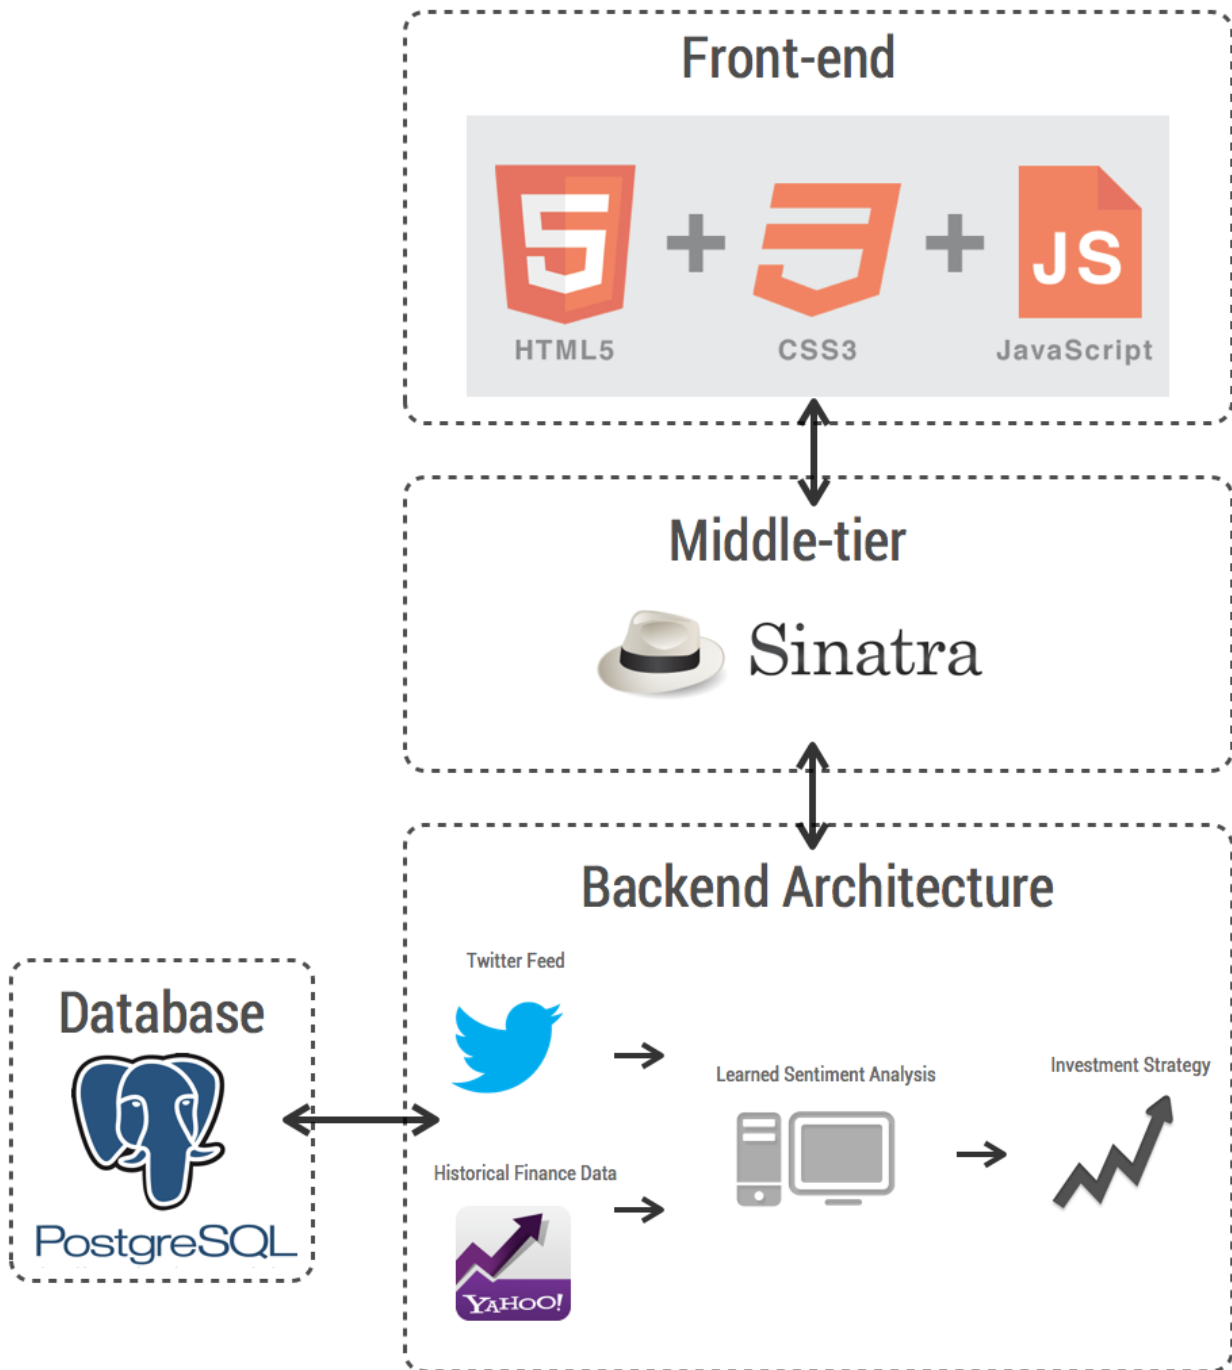 Front-end
HTML5
CSS3
JS
JavaScript
Middle-tier
Sinatra
Backend Architecture
Twitter Feed
Database
PostgreSQL
Learned Sentiment Analysis
Investment Strategy
Historical Finance Data
YAHOO!